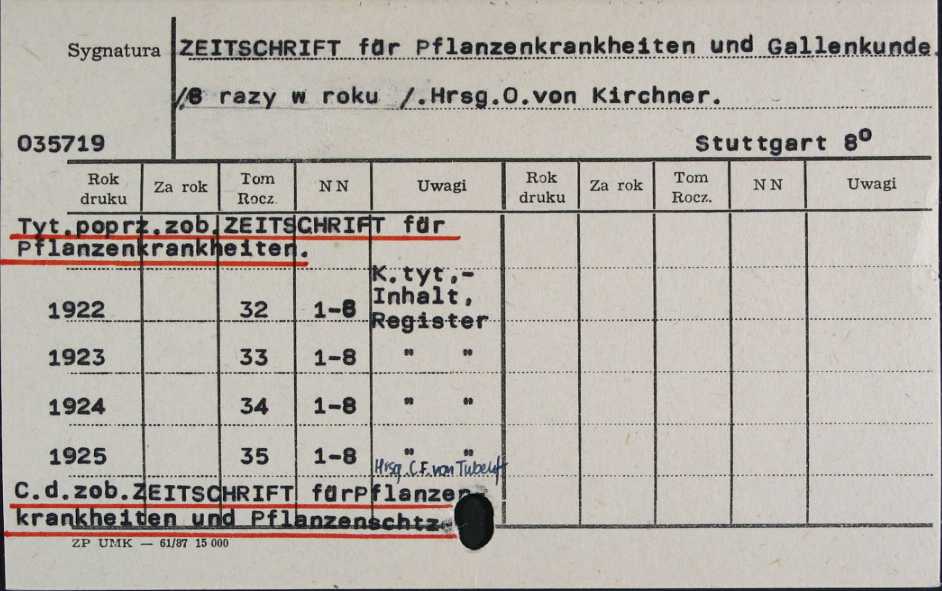 Sygnatura ZEITSCHRIFT für Pflanzenkrankheiten und Gallenkunde.
/8 razy w roku /.Hrsg.O.von Kirchner.
035719 Stuttgart 8⁰
Rok druku Za rok Tom Rocz. N N Uwagi Rok druku Za rok Tom Rocz. N N Uwagi
Tyt.poprz.zob.ZEITSCHRIFT für
Pflanzenkrankheiten.
K.tyt.-
Inhalt,
1922 32 1-8 Register
1923 33 1-8 " "
1924 34 1-8 " "
1925 35 1-8 " "
Hrsg.C.F.von Tubeuf
C.d.zob.ZEITSCHRIFT fürPflanzen-
krankheiten und Pflanzenschtz
ZP UMK — 61/87 15 000